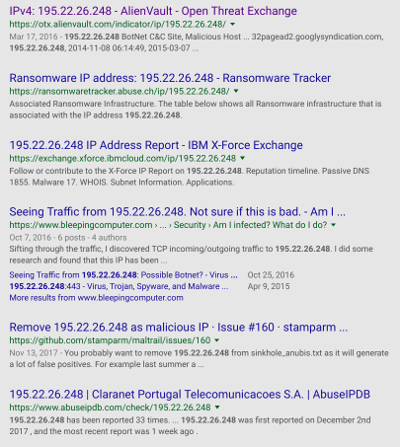 IPv4: 195.22.26.248 - AlienVault - Open Threat Exchange
https://otx.alienvault.com/indicator/ip/195.22.26.248/
Mar 17, 2016 - 195.22.26.248 BotNet C&C Site, Malicious Host ... 32pagead2.googlysyndication.com,
195.22.26.248, 2014-11-08 06:14:49, 2015-03-07 ...
Ransomware IP address: 195.22.26.248 - Ransomware Tracker
https://ransomwaretracker.abuse.ch/ip/195.22.26.248/
Associated Ransomware Infrastructure. The table below shows all Ransomware infrastructure that is
associated with the IP address 195.22.26.248.
195.22.26.248 IP Address Report - IBM X-Force Exchange
https://exchange.xforce.ibmcloud.com/ip/195.22.26.248
Follow or contribute to the X-Force IP Report on 195.22.26.248. Reputation timeline. Passive DNS
1855. Malware 17. WHOIS. Subnet Information. Applications.
Seeing Traffic from 195.22.26.248. Not sure if this is bad. - Am I ...
https://www.bleepingcomputer.com › ... › Security › Am I infected? What do I do?
Oct 7, 2016 - 6 posts - 4 authors
Sifting through the traffic, I discovered TCP incoming/outgoing traffic to 195.22.26.248. I did some
research and found that this IP has been ...
Seeing Traffic from 195.22.26.248: Possible Botnet? - Virus ... Oct 25, 2016
195.22.26.248:443 - Virus, Trojan, Spyware, and Malware ... Apr 9, 2015
More results from www.bleepingcomputer.com
Remove 195.22.26.248 as malicious IP · Issue #160 · stamparm ...
https://github.com/stamparm/maltrail/issues/160
Nov 13, 2017 - You probably want to remove 195.22.26.248 from sinkhole_anubis.txt as it will generate
a lot of false positives. For example last summer a ...
195.22.26.248 | Claranet Portugal Telecomunicacoes S.A. | AbuseIPDB
https://www.abuseipdb.com/check/195.22.26.248
195.22.26.248 has been reported 33 times. ... 195.22.26.248 was first reported on December 2nd
2017 , and the most recent report was 1 week ago .